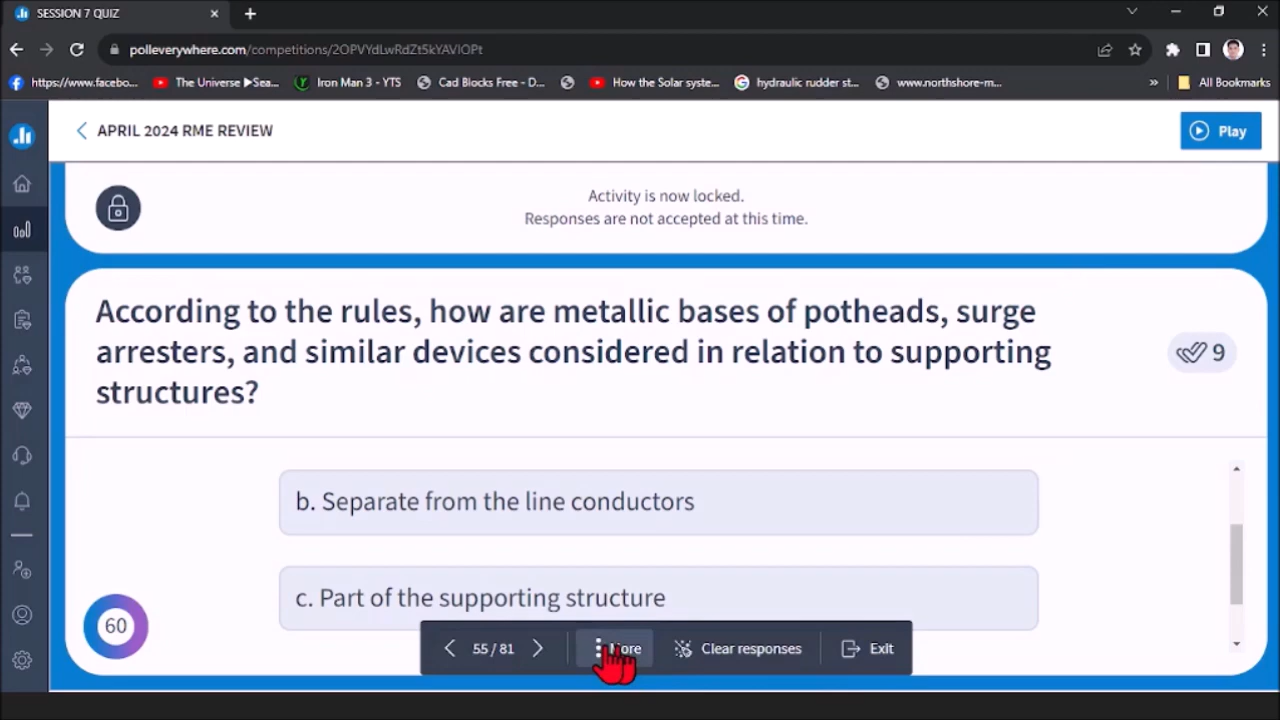 SESSION 7 QUIZ
polleverywhere.com/competitions/2OPVYdLwRdZt5kYAVIOPt
https://www.facebo... The Universe ▶Sea... Iron Man 3 - YTS Cad Blocks Free - D... How the Solar syste... hydraulic rudder st... www.northshore-m... » All Bookmarks
APRIL 2024 RME REVIEW
Play
Activity is now locked.
Responses are not accepted at this time.
According to the rules, how are metallic bases of potheads, surge
arresters, and similar devices considered in relation to supporting
structures?
9
b. Separate from the line conductors
c. Part of the supporting structure
60
55 / 81 More Clear responses Exit